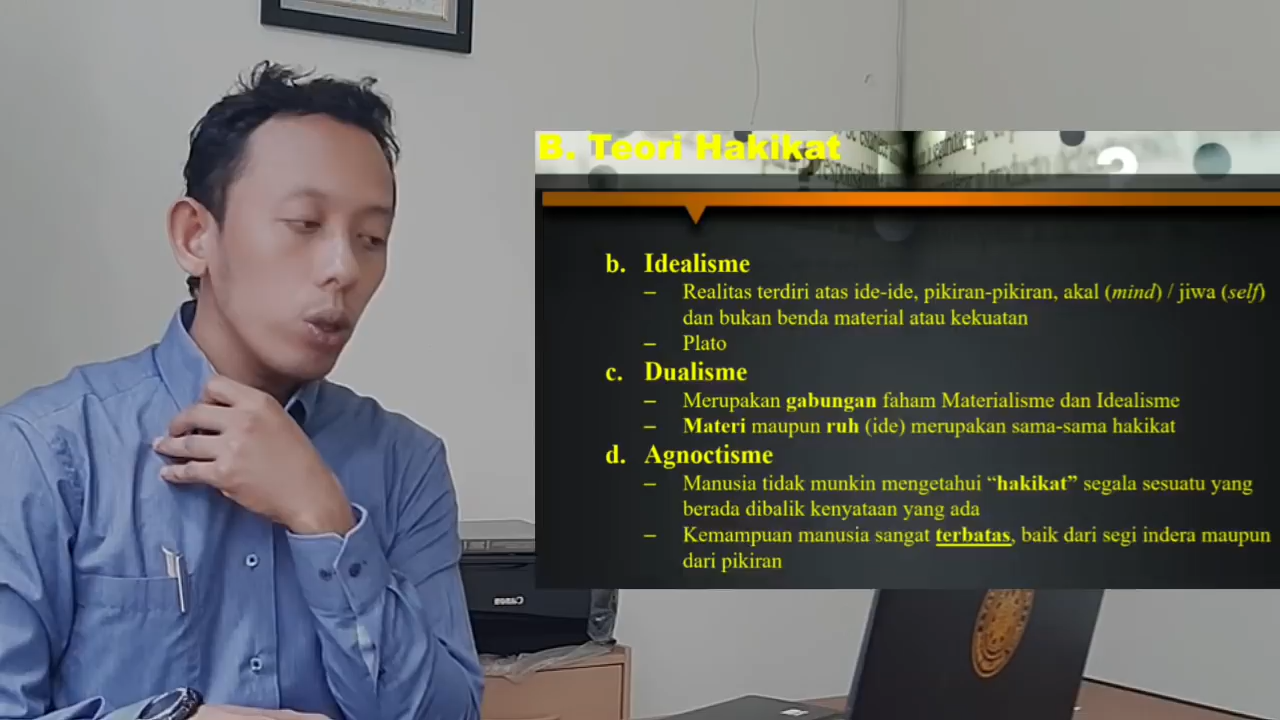 B. Teori Hakikat
b. Idealisme
– Realitas terdiri atas ide-ide, pikiran-pikiran, akal (mind) / jiwa (self)
dan bukan benda material atau kekuatan
– Plato
c. Dualisme
– Merupakan gabungan faham Materialisme dan Idealisme
– Materi maupun ruh (ide) merupakan sama-sama hakikat
d. Agnoctisme
– Manusia tidak munkin mengetahui “hakikat” segala sesuatu yang
berada dibalik kenyataan yang ada
– Kemampuan manusia sangat terbatas, baik dari segi indera maupun
dari pikiran
Canon